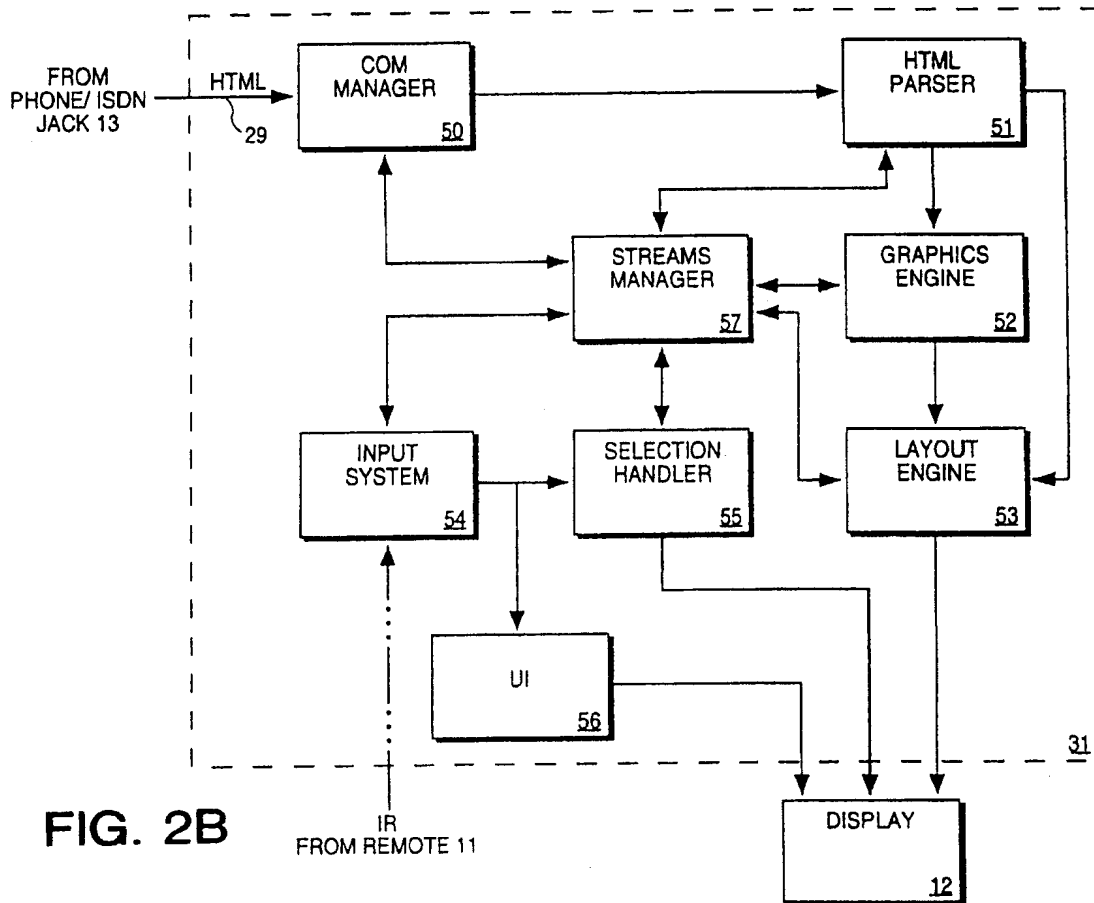 FROM
PHONE/ ISDN
JACK 13
HTML
29
COM
MANAGER
50
HTML
PARSER
51
STREAMS
MANAGER
57
GRAPHICS
ENGINE
52
INPUT
SYSTEM
54
SELECTION
HANDLER
55
LAYOUT
ENGINE
53
UI
56
31
FIG. 2B
IR
FROM REMOTE 11
DISPLAY
12